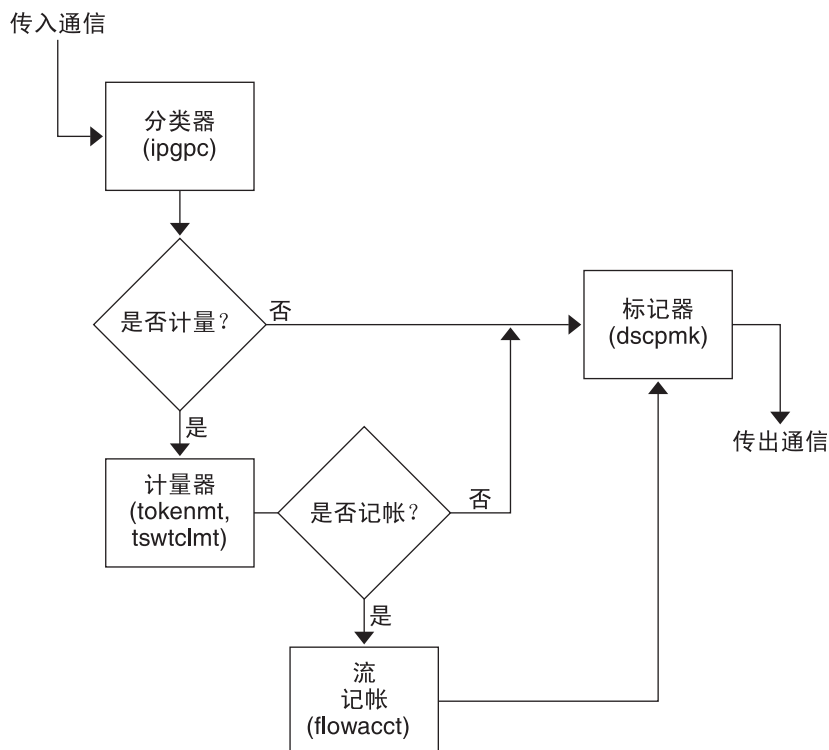 传入通信
分类器
(ipgpc)
是否计量？
否
标记器
(dscpmk)
是
传出通信
计量器
(tokenmt,
tswtclmt)
是否记帐？
否
是
流
记帐
(flowacct)